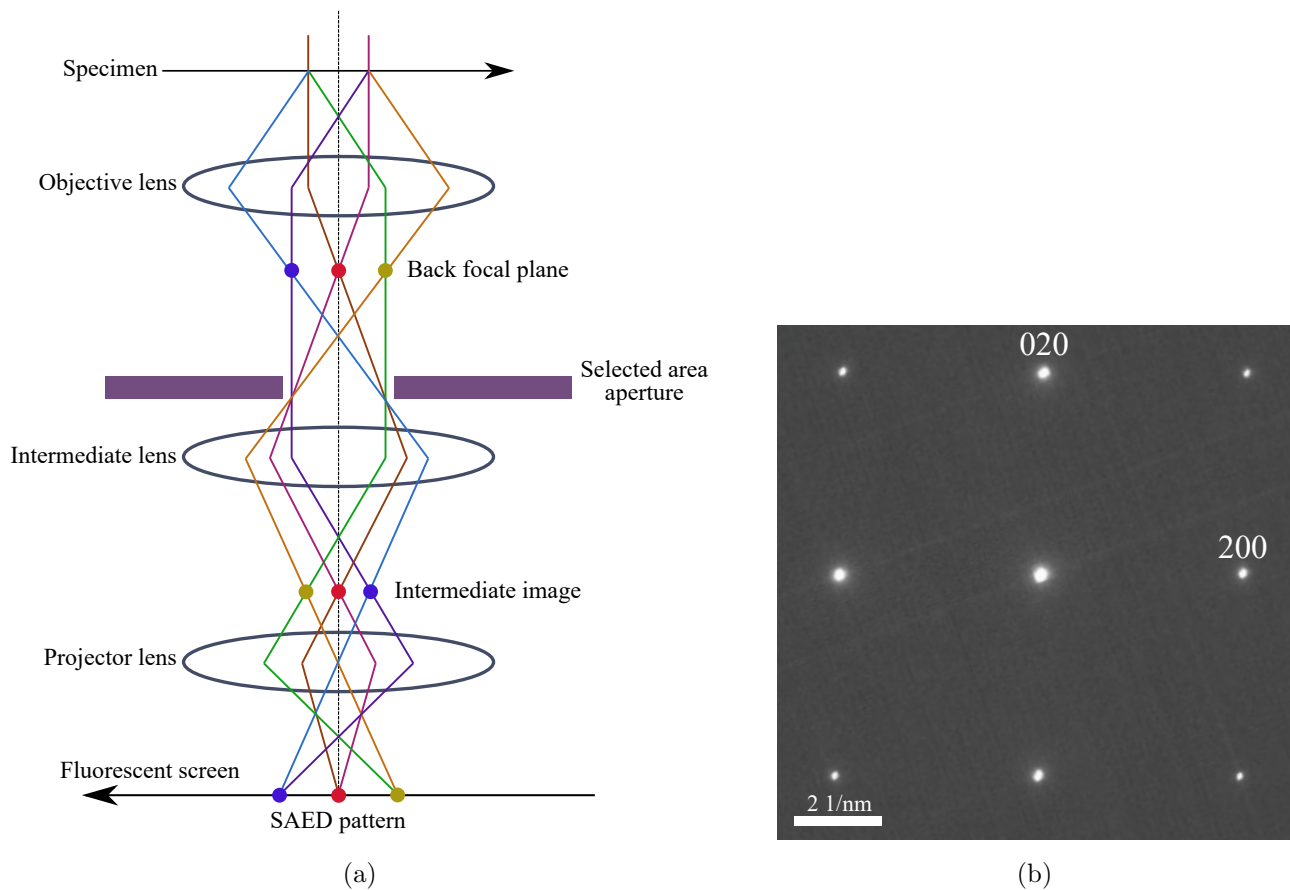 Specimen
Objective lens
Back focal plane
Selected area
aperture
Intermediate lens
Intermediate image
Projector lens
Fluorescent screen
SAED pattern
(a)
020
200
2 1/nm
(b)